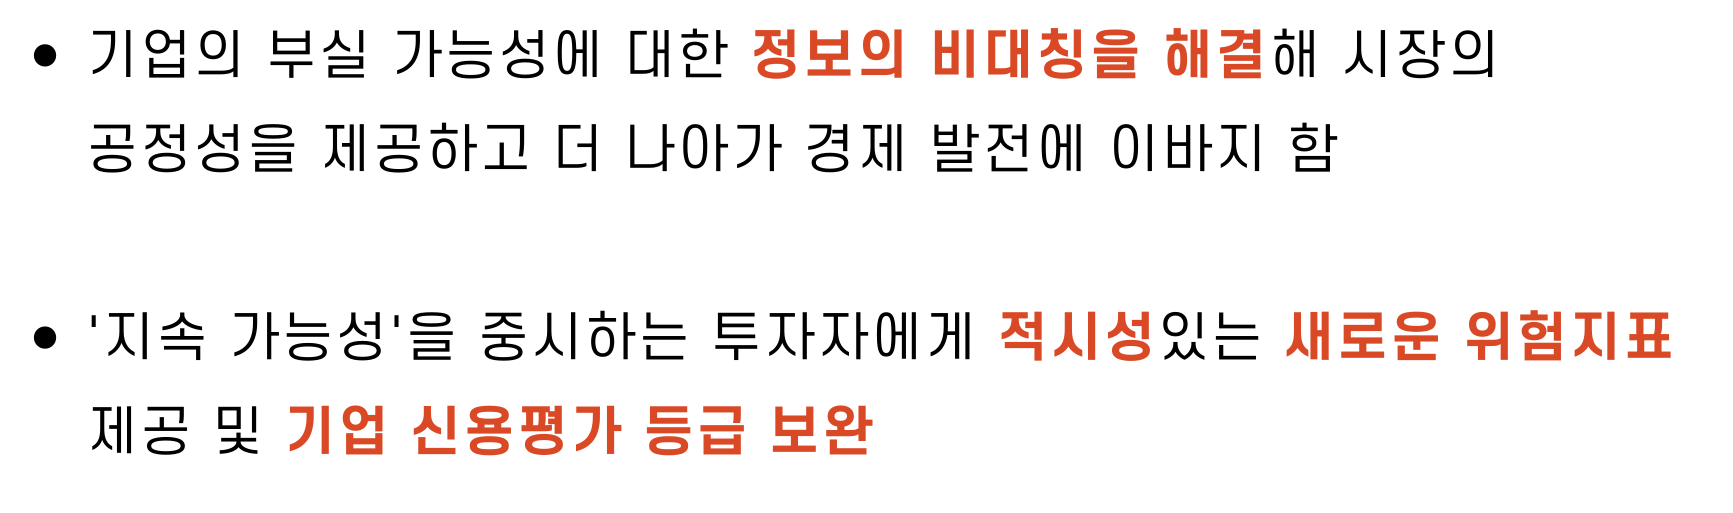 • 기업의 부실 가능성에 대한 정보의 비대칭을 해결해 시장의
공정성을 제공하고 더 나아가 경제 발전에 이바지 함
• '지속 가능성'을 중시하는 투자자에게 적시성있는 새로운 위험지표
제공 및 기업 신용평가 등급 보완